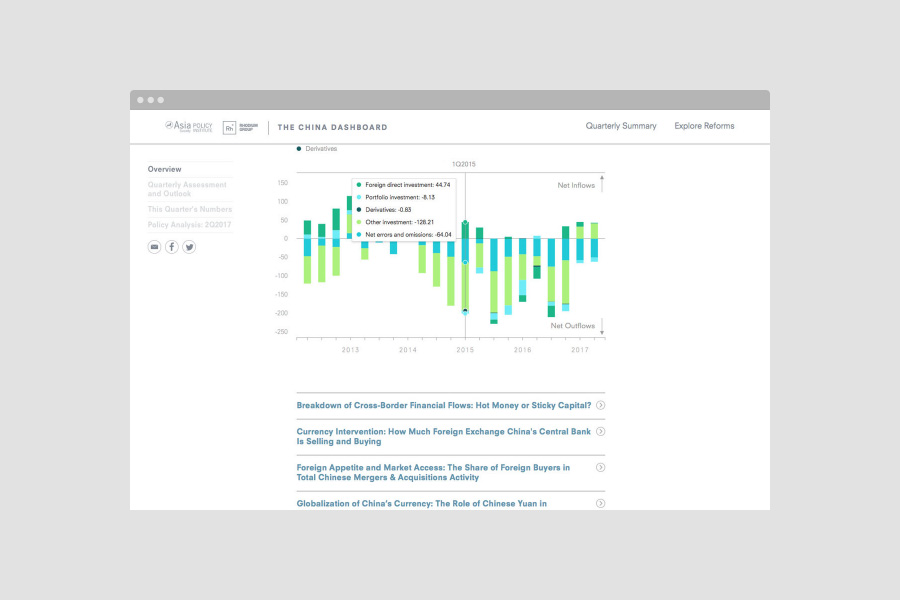 Asia POLICY
Society INSTITUTE
Rh
RHODIUM
GROUP
THE CHINA DASHBOARD
Quarterly Summary
Explore Reforms
Overview
Quarterly Assessment
and Outlook
This Quarter's Numbers
Policy Analysis: 2Q2017
Derivatives
1Q2015
150
100
50
0
-50
-100
-150
-200
-250
Foreign direct investment: 44.74
Portfolio investment: -8.13
Derivatives: -0.83
Other investment: -128.21
Net errors and omissions: -64.04
Net Inflows
Net Outflows
2013
2014
2015
2016
2017
Breakdown of Cross-Border Financial Flows: Hot Money or Sticky Capital?
Currency Intervention: How Much Foreign Exchange China's Central Bank
Is Selling and Buying
Foreign Appetite and Market Access: The Share of Foreign Buyers in
Total Chinese Mergers & Acquisitions Activity
Globalization of China's Currency: The Role of Chinese Yuan in